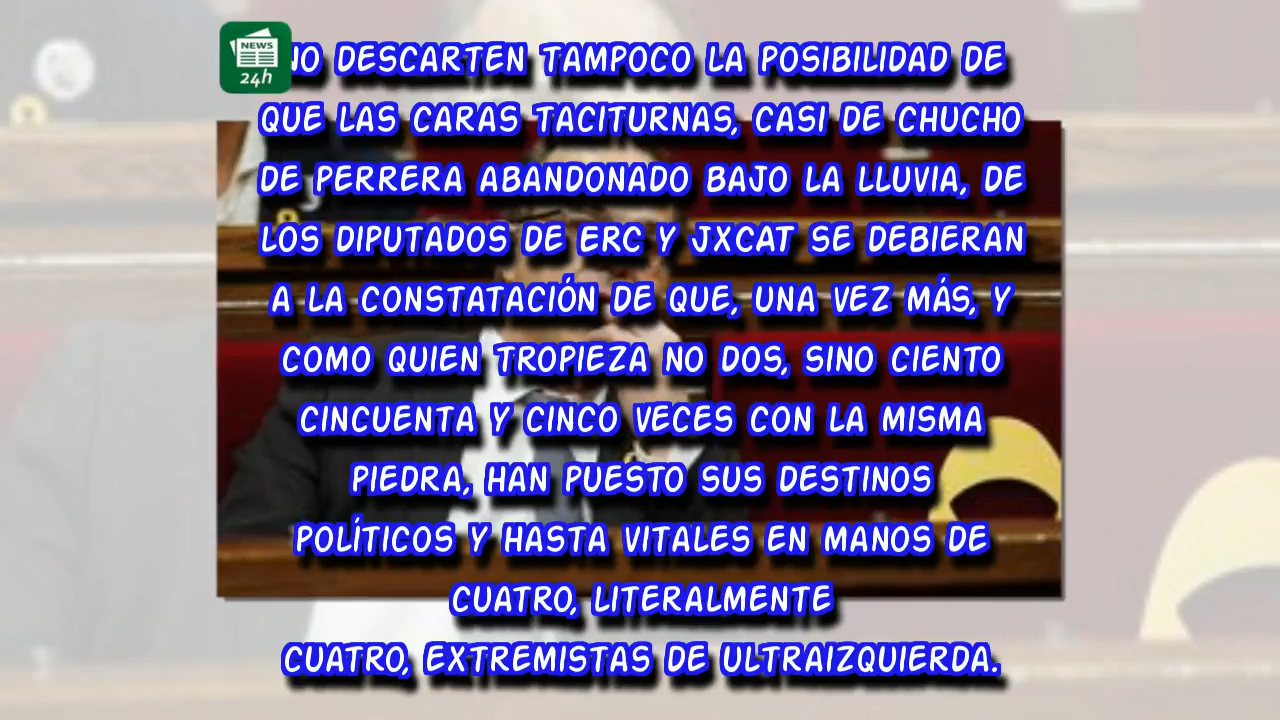 NEWS
24h
NO DESCARTEN TAMPOCO LA POSIBILIDAD DE
QUE LAS CARAS TACITURNAS, CASI DE CHUCHO
DE PERRERA ABANDONADO BAJO LA LLUVIA, DE
LOS DIPUTADOS DE ERC Y JXCAT SE DEBIERAN
A LA CONSTATACIÓN DE QUE, UNA VEZ MÁS, Y
COMO QUIEN TROPIEZA NO DOS, SINO CIENTO
CINCUENTA Y CINCO VECES CON LA MISMA
PIEDRA, HAN PUESTO SUS DESTINOS
POLÍTICOS Y HASTA VITALES EN MANOS DE
CUATRO, LITERALMENTE
CUATRO, EXTREMISTAS DE ULTRAIZQUIERDA.